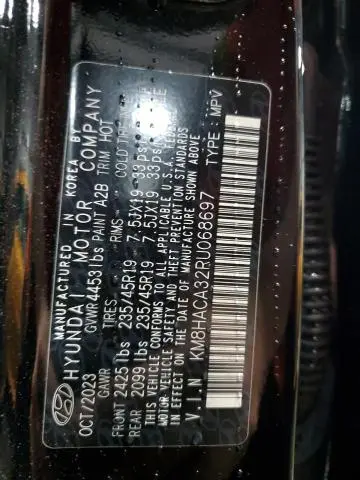 MANUFACTURED IN KOREA BY
HYUNDAI MOTOR COMPANY
OCT/2023 GVWR 4453 lbs PAINT A2B TRIM HOT
GAWR TIRES RIMS COLD TIRE
FRONT 2425 lbs 235/45R19 7.5JX19 33psi
REAR 2099 lbs 235/45R19 7.5JX19 33psi
THIS VEHICLE CONFORMS TO ALL APPLICABLE U.S.A. FEDERAL
MOTOR VEHICLE SAFETY AND THEFT PREVENTION STANDARDS
IN EFFECT ON THE DATE OF MANUFACTURE SHOWN ABOVE
V.I.N KM8HACA32RU068697 TYPE: MPV